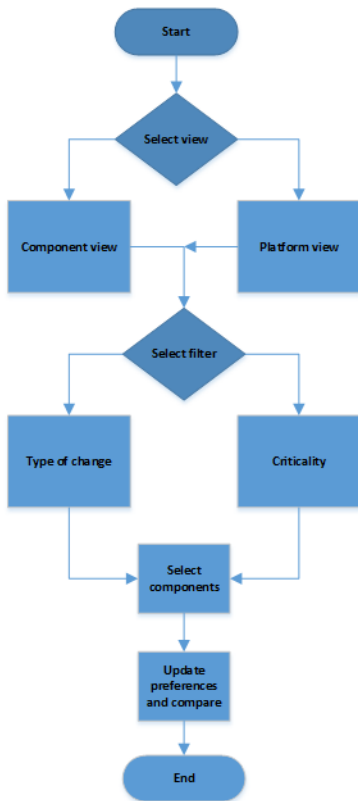 Start
Select view
Component view
Platform view
Select filter
Type of change
Criticality
Select
components
Update
preferences
and compare
End